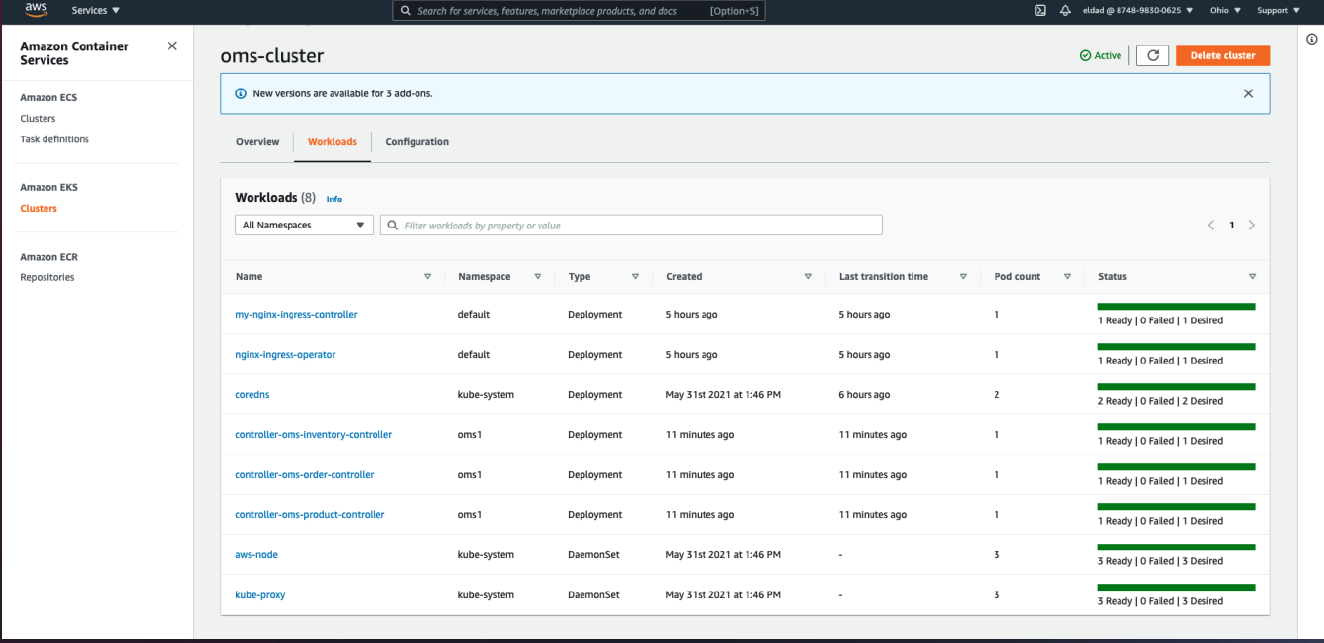 aws Services Search for services, features, marketplace products, and docs [Option+S] eldad @ 8748-9830-0625 Ohio Support
Amazon Container
Services
Amazon ECS
Clusters
Task definitions
Amazon EKS
Clusters
Amazon ECR
Repositories
oms-cluster Active Delete cluster
New versions are available for 3 add-ons.
Overview Workloads Configuration
Workloads (8) Info
All Namespaces Filter workloads by property or value 1
Name Namespace Type Created Last transition time Pod count Status
my-nginx-ingress-controller default Deployment 5 hours ago 5 hours ago 1 1 Ready | 0 Failed | 1 Desired
nginx-ingress-operator default Deployment 5 hours ago 5 hours ago 1 1 Ready | 0 Failed | 1 Desired
coredns kube-system Deployment May 31st 2021 at 1:46 PM 6 hours ago 2 2 Ready | 0 Failed | 2 Desired
controller-oms-inventory-controller oms1 Deployment 11 minutes ago 11 minutes ago 1 1 Ready | 0 Failed | 1 Desired
controller-oms-order-controller oms1 Deployment 11 minutes ago 11 minutes ago 1 1 Ready | 0 Failed | 1 Desired
controller-oms-product-controller oms1 Deployment 11 minutes ago 11 minutes ago 1 1 Ready | 0 Failed | 1 Desired
aws-node kube-system DaemonSet May 31st 2021 at 1:46 PM - 3 3 Ready | 0 Failed | 3 Desired
kube-proxy kube-system DaemonSet May 31st 2021 at 1:46 PM - 3 3 Ready | 0 Failed | 3 Desired